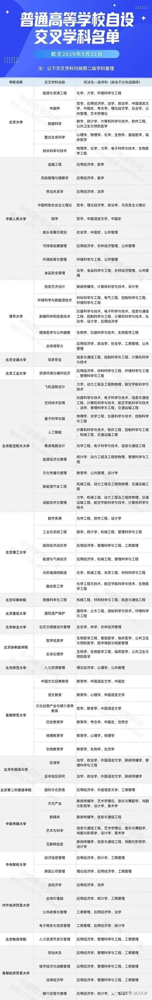 普通高等学校自设
交叉学科名单
截至2019年5月31日
注：以下交叉学科均按照二级学科管理
学校名称 交叉学科名称 所涉及一级学科（排名不分先后顺序）
北京大学
能源与资源工程 化学、力学、环境科学与工程
中国学 哲学、应用经济学、法学、政治学、中国语言文
学、中国史、考古学、理论经济学、社会学、公
共管理、艺术学理论
数据科学 数学、统计学、计算机科学与技术、软件工程、
公共卫生与预防医学
整合生命科学 心理学、物理学、化学、生物学、基础医学、临
床医学
纳米科学与技术 物理学、化学、力学、电子科学与技术、生物医
学工程
中国人民大学
金融工程 应用经济学、数学
风险管理与精算学 应用经济学、数学
劳动关系学 应用经济学、法学
中国特色社会主义理论 哲学、理论经济学、政治学、马克思主义理论
国学 哲学、中国语言文学、中国史
城乡发展与规划 社会学、中国史、公共管理
可持续发展管理 应用经济学、农林经济管理、公共管理
环境政策与管理 环境科学与工程、公共管理
食品安全管理 法学、食品科学与工程、农林经济管理、公共管
理
清华大学
信息艺术设计 新闻传播学、计算机科学与技术、设计学
环境科学与新能源技术 材料科学与工程、电气工程、控制科学与工程、
环境科学与工程
数据科学和信息技术 仪器科学与技术、电子科学与技术、信息与通信
工程、控制科学与工程、计算机科学与技术、社
会学、设计学、应用经济学
精准医学与公共健康 生物学、仪器科学与技术、生物医学工程
全球领导力 应用经济学、政治学、社会学、工商管理、公共
管理
北京交通大学 信息安全 信息与通信工程、控制科学与工程、计算机科学
与技术
北京工业大学 资源环境与循环经济 应用经济学、材料科学与工程、环境科学与工程
、管理科学与工程
北京航空航天大学
飞机适航设计 力学、动力工程及工程热物理、航空宇航科学与
技术
空间技术应用 仪器科学与技术、电子科学与技术、信息与通信
工程、计算机科学与技术、航空宇航科学与技术
、法学、管理科学与工程、交通运输工程
量子科学仪器 物理学、光学工程、仪器科学与技术、控制科学
与工程
人工智能 计算机科学与技术、软件工程、控制科学与工程
、机械工程、交通运输工程
集成电路设计 光学工程、电子科学与技术、信息与通信工程
能源经济与管理 统计学、动力工程及工程热物理、管理科学与工
程
文化传播与管理 教育学、公共管理、设计学
新能源汽车工程 机械工程、动力工程及工程热物理、交通运输工
程
适航技术与管理 力学、机械工程、动力工程及工程热物理、交通
运输工程、航空宇航科学与技术、计算机科学与
技术
北京理工大学
数字表演 光学工程、软件工程、设计学
工业与系统工程 数学、统计学、机械工程、管理科学与工程
国民经济动员学 应用经济学、管理科学与工程、工商管理
能源与气候经济 应用经济学、机械工程、管理科学与工程
光机电微纳制造 化学、机械工程、光学工程、材料科学与工程
融合医工学 化学工程与技术、航空宇航科学与技术、生物医
学工程
北京印刷学院 图像科学与工程 机械工程、材料科学与工程、信息与通信工程
北京建筑大学 建筑遗产保护 建筑学、土木工程、测绘科学与技术、环境科学
与工程
北京林业大学 生态文明建设与管理 生态学、林学、农林经济管理
北京协和医学院
医学信息学 生物医学工程、基础医学、临床医学、公共卫生
与预防医学、图书情报与档案管理
生命伦理学 生物学、生物医学工程、临床医学、公共卫生与
预防医学
北京师范大学 人力资源管理 理论经济学、心理学、公共管理
首都师范大学
中国文化经典教育 教育学、中国语言文学、中国史
语文教育 教育学、心理学、中国语言文学
文化创意产业与媒介素养
教育 哲学、教育学、中国语言文学
历史教育学 教育学、考古学、中国史、世界史
地理教育学 教育学、心理学、地理学
生物教育学 教育学、生物学、生态学
北京外国语大学
区域学 法学、政治学、外国语言文学、新闻传播学、管
理科学与工程
亚非地区研究 法学、政治学、外国语言文学、新闻传播学
北京第二外国语学院 国际文化贸易 应用经济学、外国语言文学、工商管理
中国传媒大学
文化产业 新闻传播学、艺术学理论、音乐与舞蹈学、戏剧
与影视学、设计学、美术学
新媒体 新闻传播学、信息与通信工程
艺术与科学 信息与通信工程、艺术学理论、音乐与舞蹈学、
戏剧与影视学、设计学、美术学
互联网信息 新闻传播学、信息与通信工程、戏剧与影视学、
设计学
中央财经大学
经济信息管理 应用经济学、统计学、工商管理
跨国公司管理 理论经济学、应用经济学、工商管理
对外经济贸易大学
法经济学 应用经济学、法学
全球价值链 应用经济学、统计学、工商管理
公共政策与管理 工商管理、应用经济学、法学
电子商务与信息管理 工商管理、应用经济学、统计学
北京物资学院 人力资源开发与管理 应用经济学、管理科学与工程、工商管理
首都经济贸易大学
劳动关系 应用经济学、管理科学与工程、工商管理
城市经济与战略管理 应用经济学、管理科学与工程、工商管理
法律经济学 应用经济学、管理科学与工程、工商管理
媒介经营与管理 应用经济学、统计学、工商管理
微信号: DLKKJY